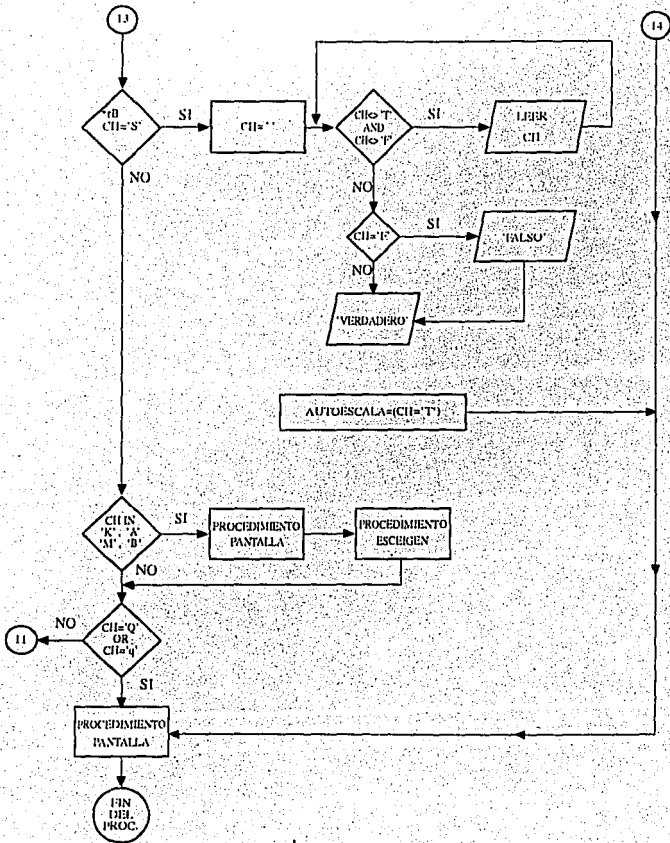 13
14
CH='S'
SI
CH=' '
CH<> 'T'
AND
CH<> 'F'
SI
LEER
CH
NO
NO
CH='F'
SI
'FALSO'
NO
'VERDADERO'
AUTOESCALA=(CH='T')
CH IN
'K', 'A'
'M', 'B'
SI
PROCEDIMIENTO
PANTALLA
PROCEDIMIENTO
ESCEIGEN
NO
11
NO
CH='Q'
OR
CH='q'
SI
PROCEDIMIENTO
PANTALLA
FIN
DEL
PROC.